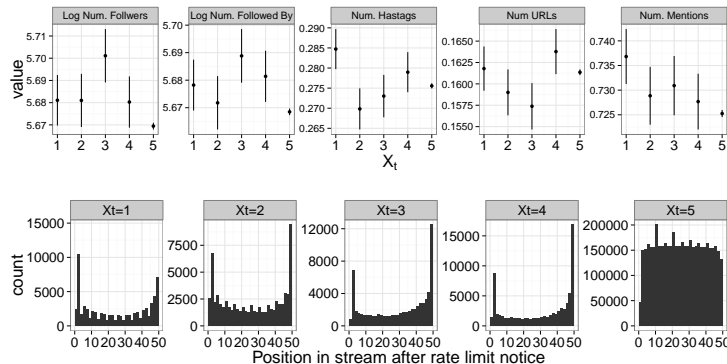 Log Num. Follwers
Log Num. Followed By
Num. Hastags
Num URLs
Num. Mentions
value
5.71
5.70
5.69
5.68
5.67
5.70
5.69
5.68
5.67
0.285
0.280
0.275
0.270
0.265
0.1650
0.1600
0.1550
0.740
0.735
0.730
0.725
1 2 3 4 5
1 2 3 4 5
1 2 3 4 5
1 2 3 4 5
1 2 3 4 5
Xt
Xt=1
Xt=2
Xt=3
Xt=4
Xt=5
count
15000
10000
5000
0
7500
5000
2500
0
12000
8000
4000
0
15000
10000
5000
0
200000
150000
100000
50000
0
0 10 20 30 40 50
0 10 20 30 40 50
0 10 20 30 40 50
0 10 20 30 40 50
0 10 20 30 40 50
Position in stream after rate limit notice